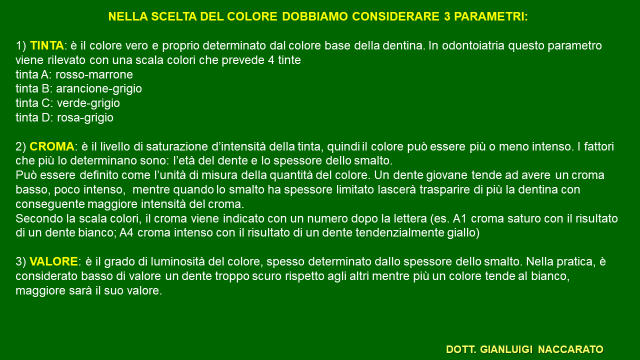 NELLA SCELTA DEL COLORE DOBBIAMO CONSIDERARE 3 PARAMETRI:
1) TINTA: è il colore vero e proprio determinato dal colore base della dentina. In odontoiatria questo parametro
viene rilevato con una scala colori che prevede 4 tinte
tinta A: rosso-marrone
tinta B: arancione-grigio
tinta C: verde-grigio
tinta D: rosa-grigio
2) CROMA: è il livello di saturazione d'intensità della tinta, quindi il colore può essere più o meno intenso. I fattori
che più lo determinano sono: l'età del dente e lo spessore dello smalto.
Può essere definito come l'unità di misura della quantità del colore. Un dente giovane tende ad avere un croma
basso, poco intenso, mentre quando lo smalto ha spessore limitato lascerà trasparire di più la dentina con
conseguente maggiore intensità del croma.
Secondo la scala colori, il croma viene indicato con un numero dopo la lettera (es. A1 croma saturo con il risultato
di un dente bianco; A4 croma intenso con il risultato di un dente tendenzialmente giallo)
3) VALORE: è il grado di luminosità del colore, spesso determinato dallo spessore dello smalto. Nella pratica, è
considerato basso di valore un dente troppo scuro rispetto agli altri mentre più un colore tende al bianco,
maggiore sarà il suo valore.
DOTT. GIANLUIGI NACCARATO